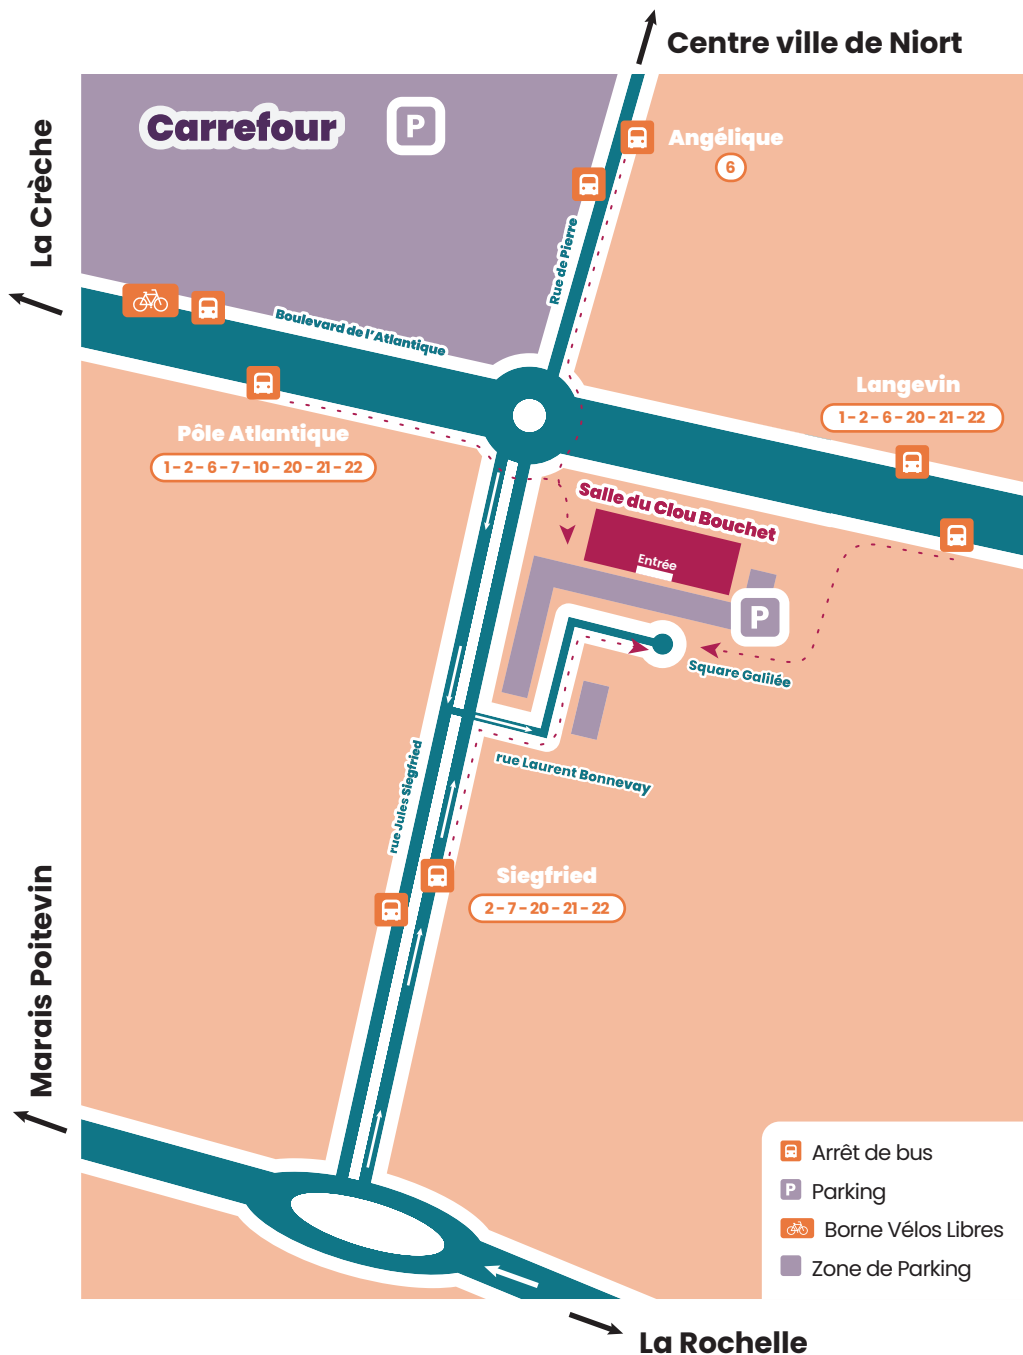 Centre ville de Niort
Carrefour
P
Angélique
6
La Crèche
Rue de Pierre
Boulevard de l'Atlantique
Langevin
1 - 2 - 6 - 20 - 21 - 22
Pôle Atlantique
1 - 2 - 6 - 7 - 10 - 20 - 21 - 22
Salle du Clou Bouchet
Entrée
P
Square Galilée
rue Laurent Bonnevay
rue Jules Siegfried
Siegfried
2 - 7 - 20 - 21 - 22
Marais Poitevin
Arrêt de bus
P Parking
Borne Vélos Libres
Zone de Parking
La Rochelle